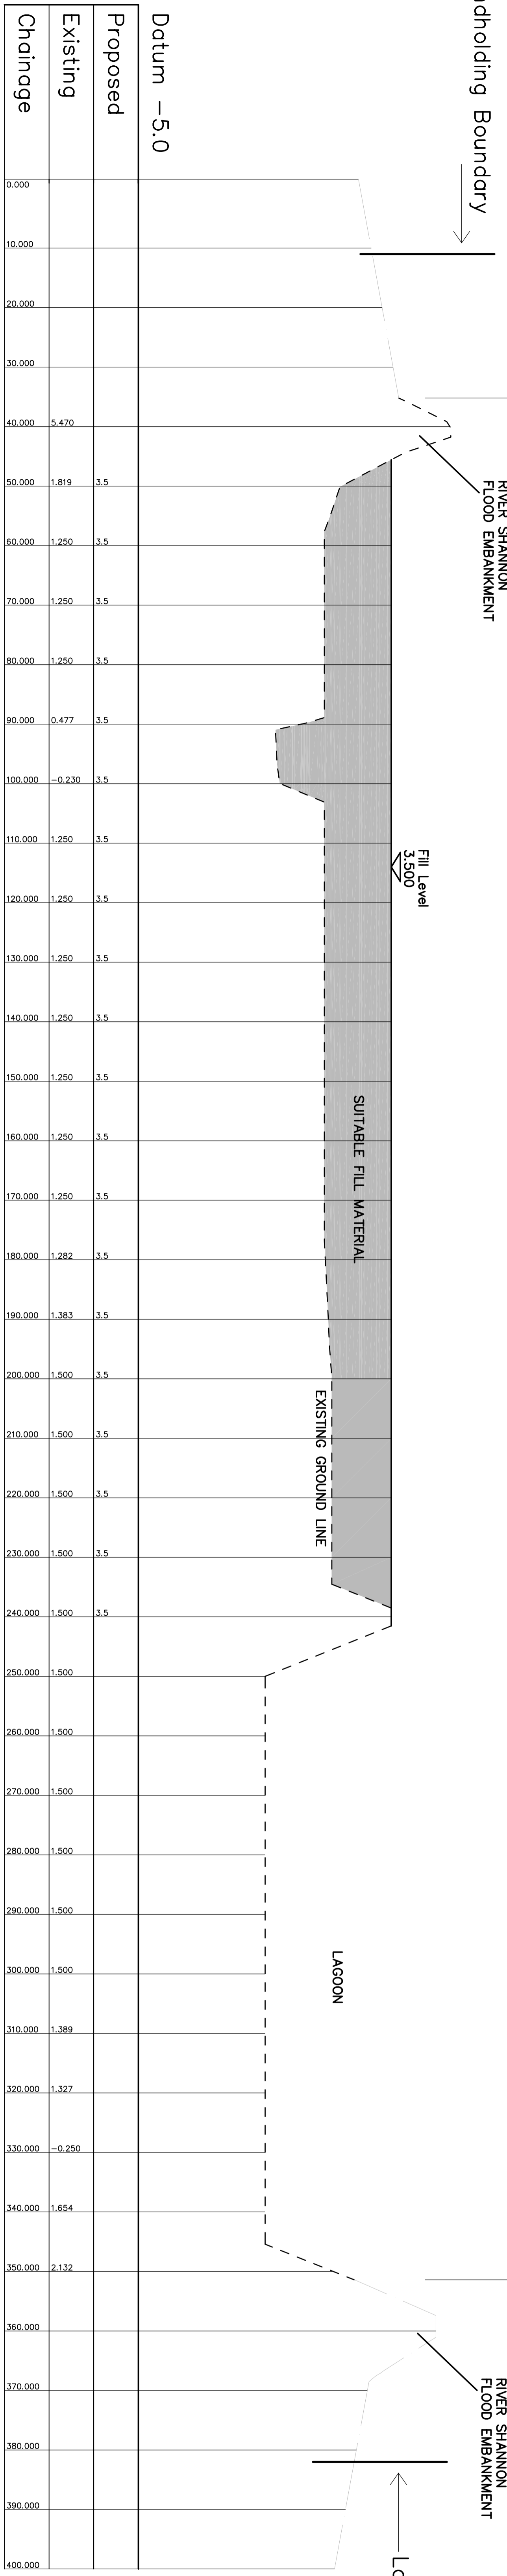 ndholding Boundary
RIVER SHANNON
FLOOD EMBANKMENT
Fill Level
3.500
SUITABLE FILL MATERIAL
EXISTING GROUND LINE
LAGOON
RIVER SHANNON
FLOOD EMBANKMENT
Lo
Datum -5.0
Proposed
3.5 3.5 3.5 3.5 3.5 3.5 3.5 3.5 3.5 3.5 3.5 3.5 3.5 3.5 3.5 3.5 3.5 3.5 3.5 3.5
Existing
5.470 1.819 1.250 1.250 1.250 0.477 -0.230 1.250 1.250 1.250 1.250 1.250 1.250 1.250 1.282 1.383 1.500 1.500 1.500 1.500 1.500 1.500 1.500 1.500 1.500 1.500 1.500 1.389 1.327 -0.250 1.654 2.132
Chainage
0.000 10.000 20.000 30.000 40.000 50.000 60.000 70.000 80.000 90.000 100.000 110.000 120.000 130.000 140.000 150.000 160.000 170.000 180.000 190.000 200.000 210.000 220.000 230.000 240.000 250.000 260.000 270.000 280.000 290.000 300.000 310.000 320.000 330.000 340.000 350.000 360.000 370.000 380.000 390.000 400.000